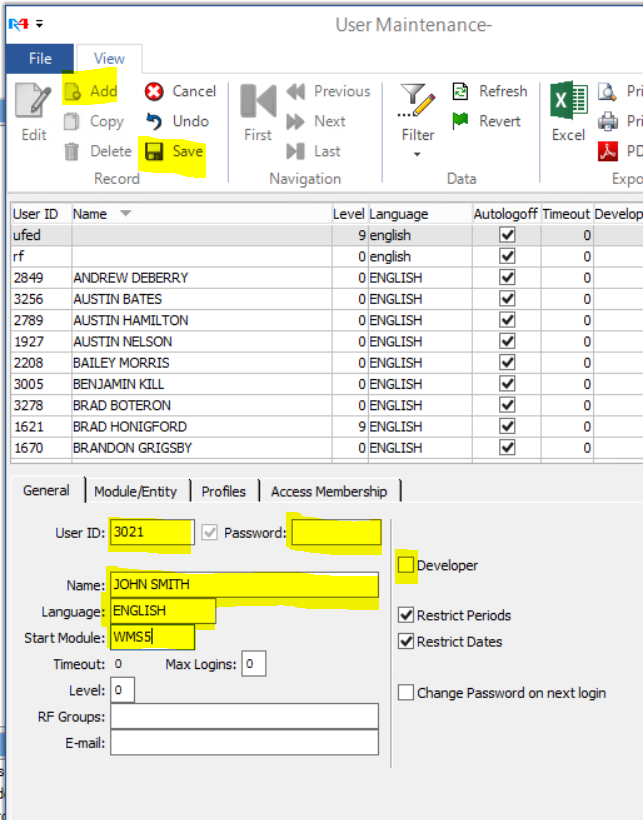 R4
User Maintenance-
File View
Edit Add Cancel First Previous Filter Refresh Excel Pri
Copy Undo Next Revert Pri
Delete Save Last PD
Record Navigation Data Expo
User ID Name Level Language Autologoff Timeout Develop
ufed 9 english 0
rf 0 english 0
2849 ANDREW DEBERRY 0 ENGLISH 0
3256 AUSTIN BATES 0 ENGLISH 0
2789 AUSTIN HAMILTON 0 ENGLISH 0
1927 AUSTIN NELSON 0 ENGLISH 0
2208 BAILEY MORRIS 0 ENGLISH 0
3005 BENJAMIN KILL 0 ENGLISH 0
3278 BRAD BOTERON 0 ENGLISH 0
1621 BRAD HONIGFORD 9 ENGLISH 0
1670 BRANDON GRIGSBY 0 ENGLISH 0
General Module/Entity Profiles Access Membership
User ID: 3021 Password:
Developer
Name: JOHN SMITH
Language: ENGLISH Restrict Periods
Start Module: WMS5 Restrict Dates
Timeout: 0 Max Logins: 0
Level: 0 Change Password on next login
RF Groups:
E-mail: